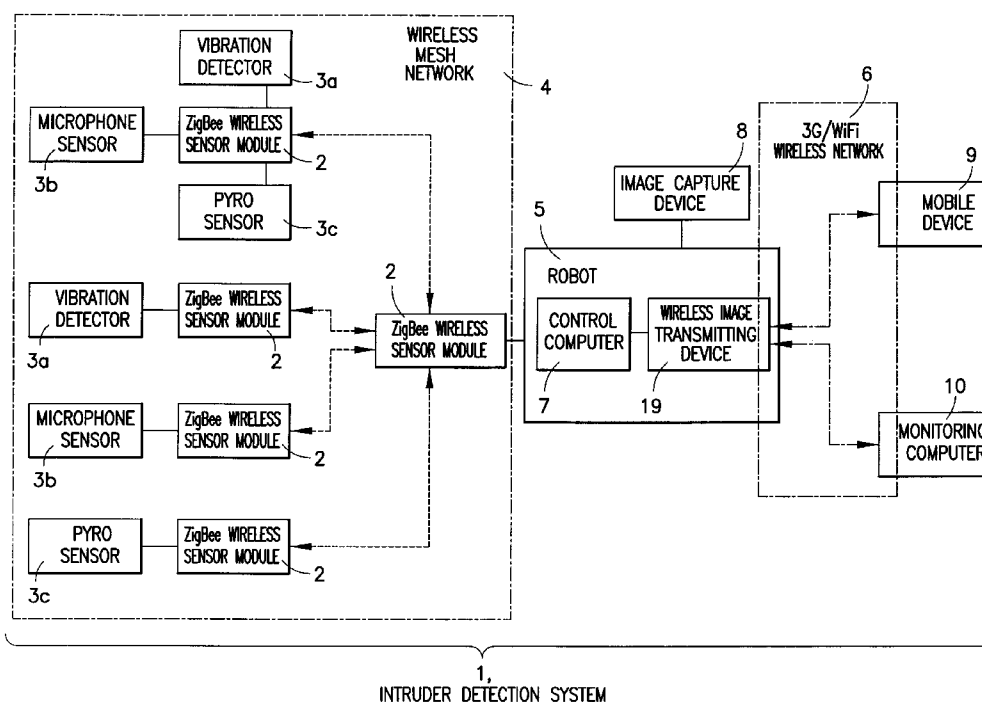 WIRELESS
MESH
NETWORK
4
VIBRATION
DETECTOR
3a
MICROPHONE
SENSOR
3b
ZigBee WIRELESS
SENSOR MODULE
2
PYRO
SENSOR
3c
VIBRATION
DETECTOR
3a
ZigBee WIRELESS
SENSOR MODULE
2
MICROPHONE
SENSOR
3b
ZigBee WIRELESS
SENSOR MODULE
2
PYRO
SENSOR
3c
ZigBee WIRELESS
SENSOR MODULE
2
2
ZigBee WIRELESS
SENSOR MODULE
8
IMAGE CAPTURE
DEVICE
5
ROBOT
CONTROL
COMPUTER
7
WIRELESS IMAGE
TRANSMITTING
DEVICE
19
6
3G/WiFi
WIRELESS NETWORK
9
MOBILE
DEVICE
10
MONITORING
COMPUTER
1,
INTRUDER DETECTION SYSTEM